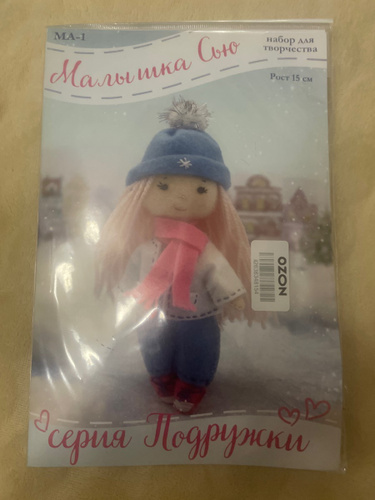 МА-1
набор для
творчества
Малышка Сью
Рост 15 см
OZON
серия Подружки